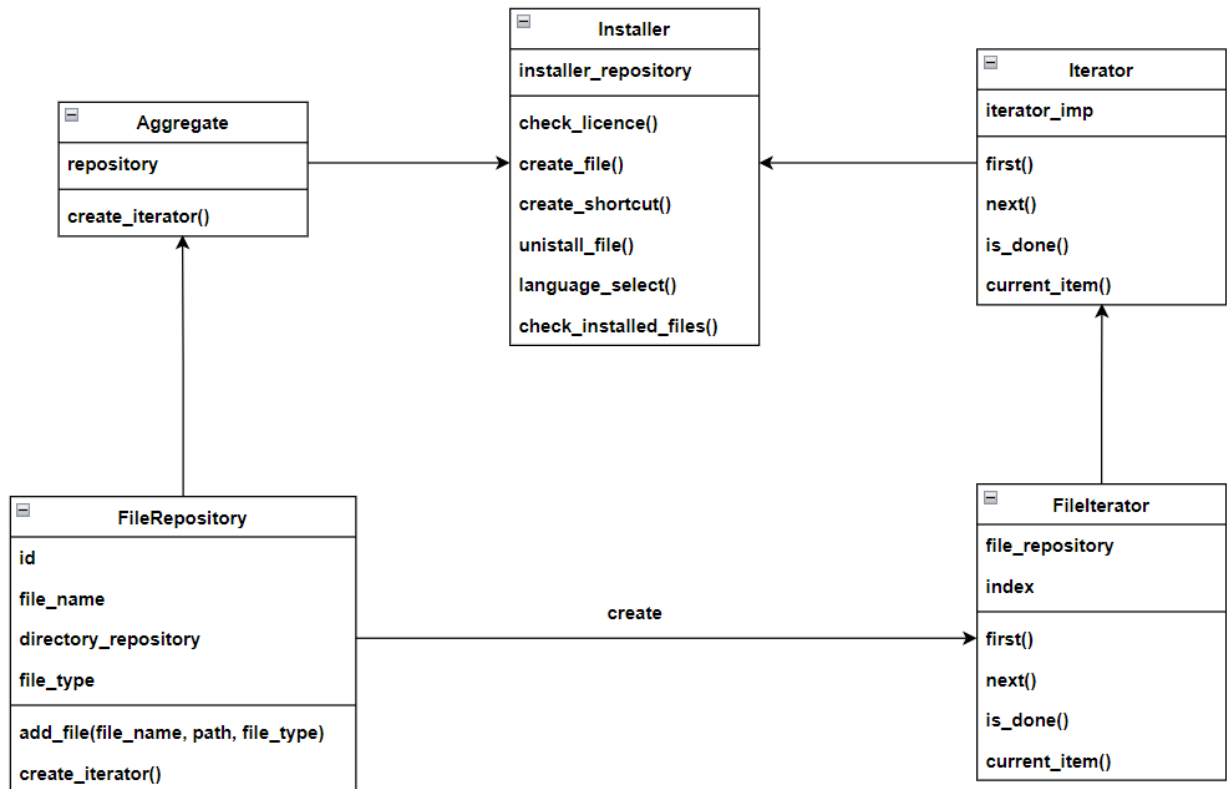 Installer
installer_repository
check_licence()
create_file()
create_shortcut()
unistall_file()
language_select()
check_installed_files()
Aggregate
repository
create_iterator()
Iterator
iterator_imp
first()
next()
is_done()
current_item()
FileRepository
id
file_name
directory_repository
file_type
add_file(file_name, path, file_type)
create_iterator()
create
FileIterator
file_repository
index
first()
next()
is_done()
current_item()